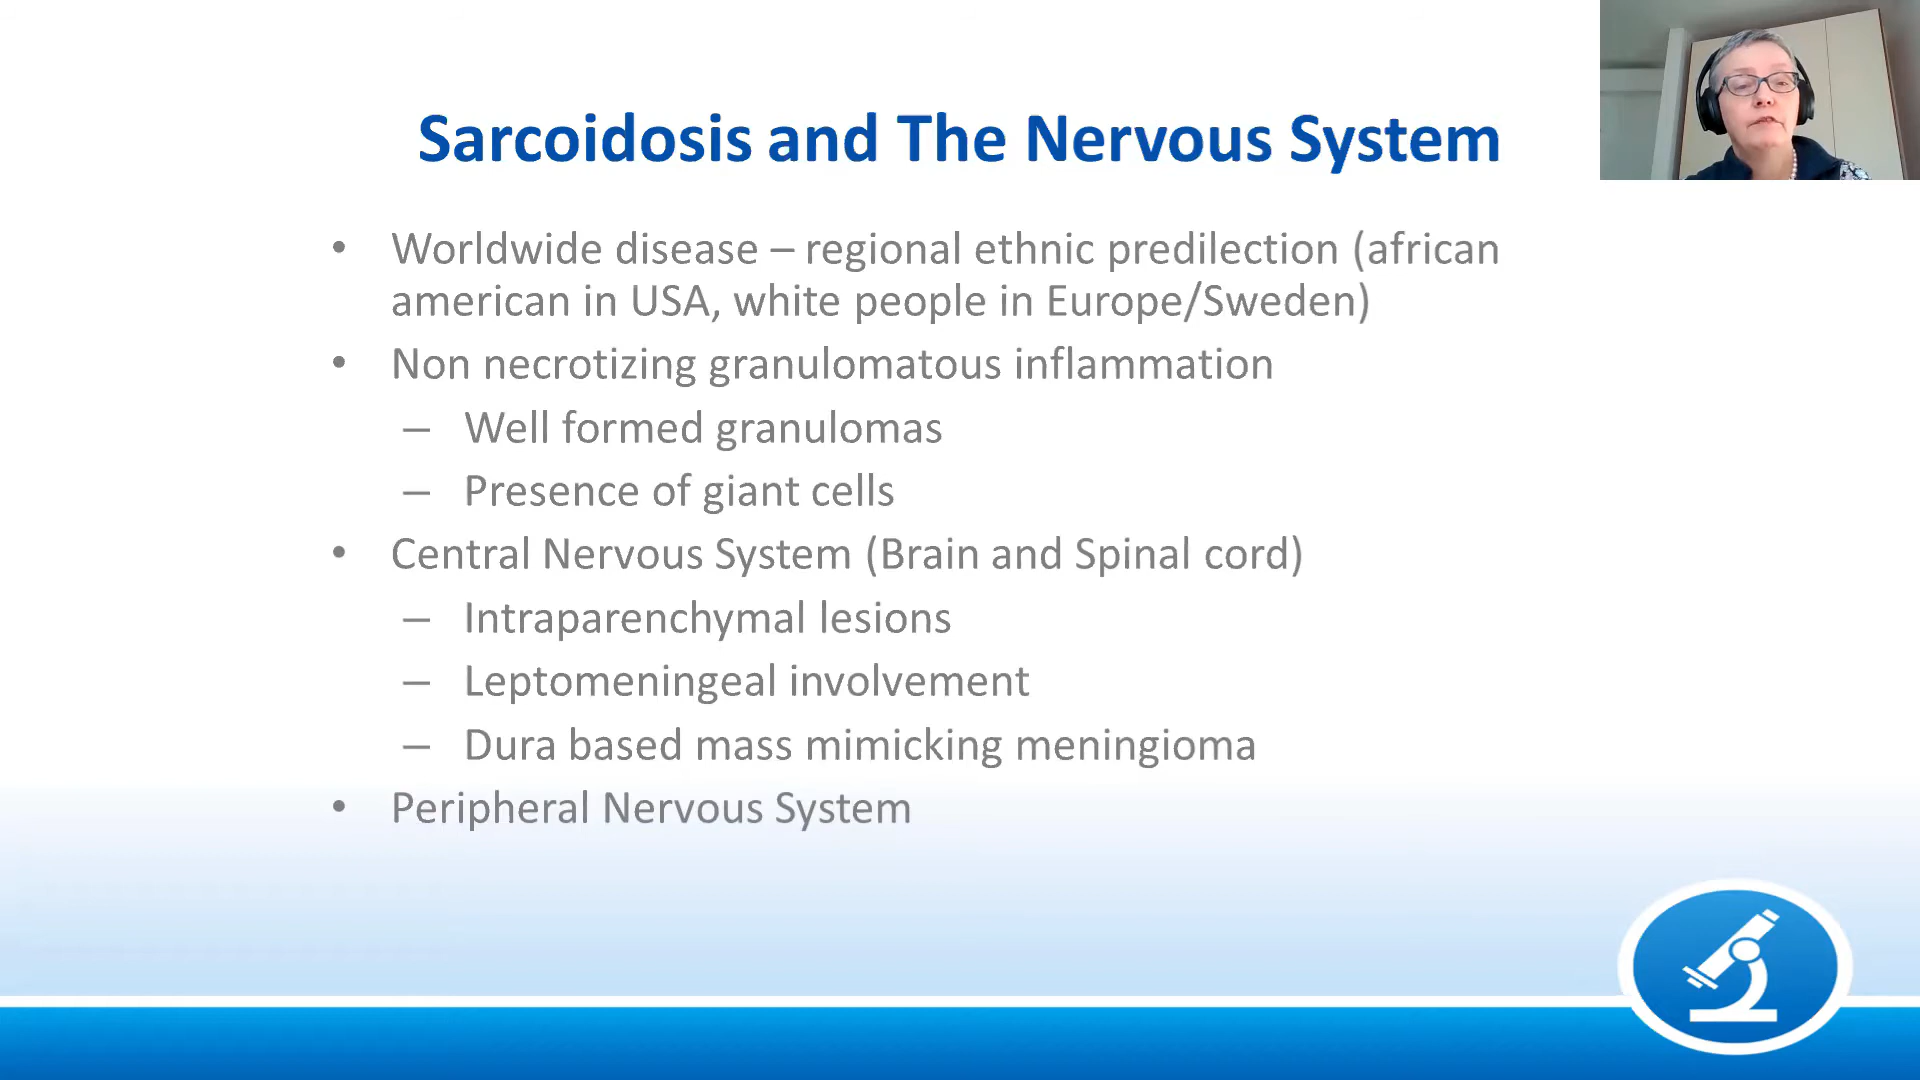 Sarcoidosis and The Nervous System
• Worldwide disease – regional ethnic predilection (african
american in USA, white people in Europe/Sweden)
• Non necrotizing granulomatous inflammation
– Well formed granulomas
– Presence of giant cells
• Central Nervous System (Brain and Spinal cord)
– Intraparenchymal lesions
– Leptomeningeal involvement
– Dura based mass mimicking meningioma
• Peripheral Nervous System